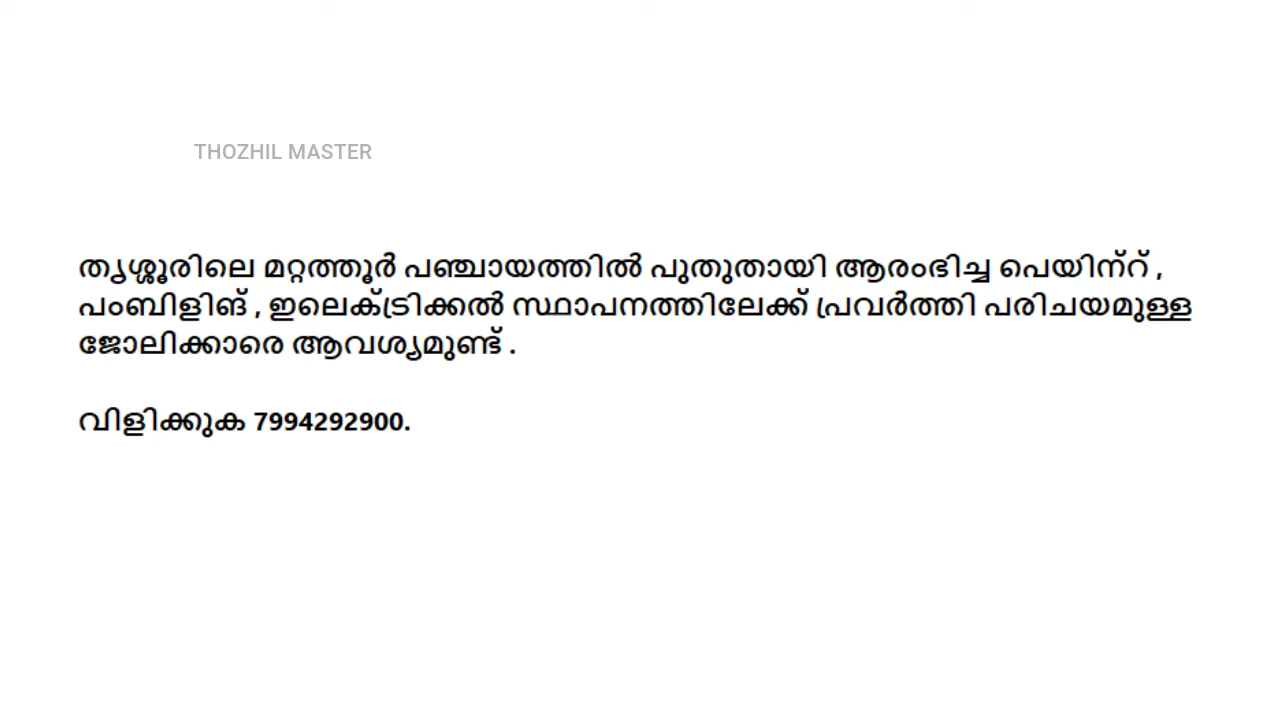 THOZHIL MASTER
തൃശ്ശൂരിലെ മറ്റത്തൂർ പഞ്ചായത്തിൽ പുതുതായി ആരംഭിച്ച പെയിന്റ് ,
പംബിളിങ് , ഇലെക്ട്രിക്കൽ സ്ഥാപനത്തിലേക്ക് പ്രവർത്തി പരിചയമുള്ള
ജോലിക്കാരെ ആവശ്യമുണ്ട് .
വിളിക്കുക 7994292900.